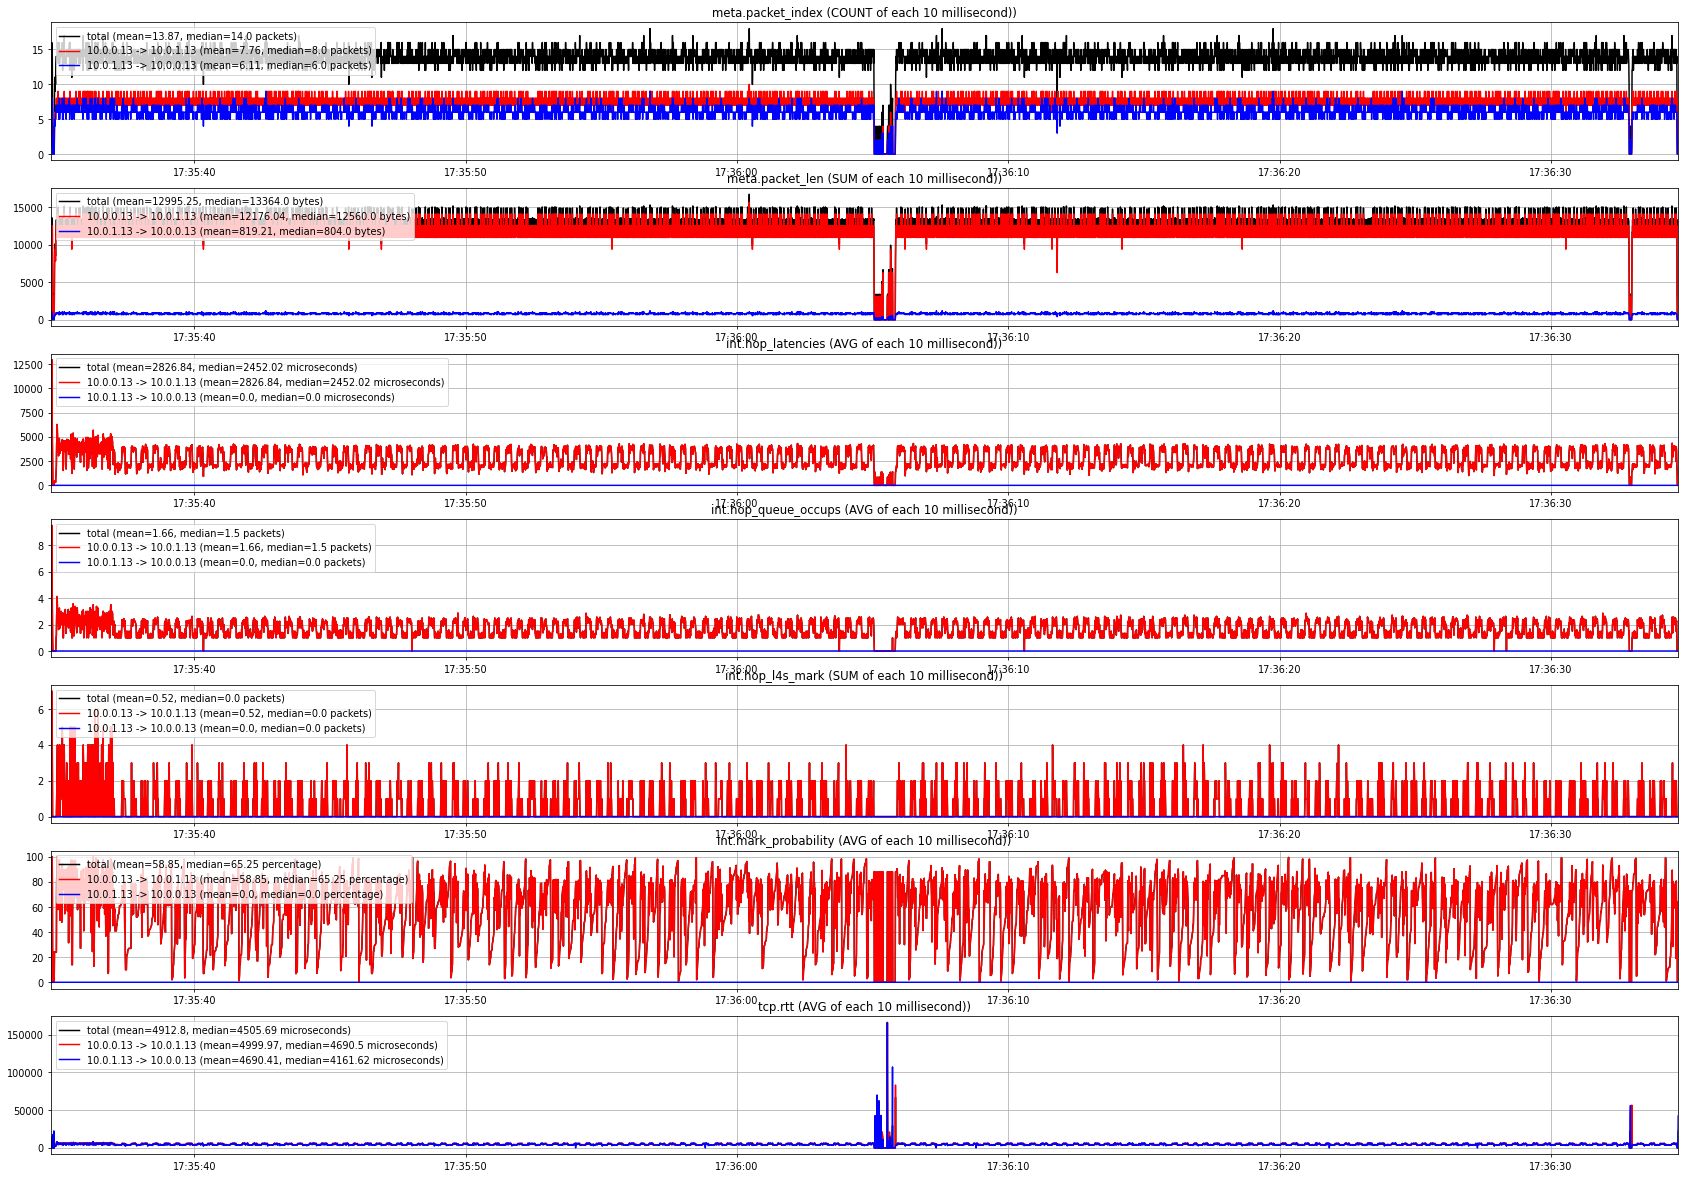 meta.packet_index (COUNT of each 10 millisecond))
total (mean=13.87, median=14.0 packets)
10.0.0.13 -> 10.0.1.13 (mean=7.76, median=8.0 packets)
10.0.1.13 -> 10.0.0.13 (mean=6.11, median=6.0 packets)
15
10
5
0
17:35:40 17:35:50 17:36:00 17:36:10 17:36:20 17:36:30
meta.packet_len (SUM of each 10 millisecond))
total (mean=12995.25, median=13364.0 bytes)
10.0.0.13 -> 10.0.1.13 (mean=12176.04, median=12560.0 bytes)
10.0.1.13 -> 10.0.0.13 (mean=819.21, median=804.0 bytes)
15000
10000
5000
0
17:35:40 17:35:50 17:36:00 17:36:10 17:36:20 17:36:30
int.hop_latencies (AVG of each 10 millisecond))
total (mean=2826.84, median=2452.02 microseconds)
10.0.0.13 -> 10.0.1.13 (mean=2826.84, median=2452.02 microseconds)
10.0.1.13 -> 10.0.0.13 (mean=0.0, median=0.0 microseconds)
12500
10000
7500
5000
2500
0
17:35:40 17:35:50 17:36:00 17:36:10 17:36:20 17:36:30
int.hop_queue_occups (AVG of each 10 millisecond))
total (mean=1.66, median=1.5 packets)
10.0.0.13 -> 10.0.1.13 (mean=1.66, median=1.5 packets)
10.0.1.13 -> 10.0.0.13 (mean=0.0, median=0.0 packets)
8
6
4
2
0
17:35:40 17:35:50 17:36:00 17:36:10 17:36:20 17:36:30
int.hop_l4s_mark (SUM of each 10 millisecond))
total (mean=0.52, median=0.0 packets)
10.0.0.13 -> 10.0.1.13 (mean=0.52, median=0.0 packets)
10.0.1.13 -> 10.0.0.13 (mean=0.0, median=0.0 packets)
6
4
2
0
17:35:40 17:35:50 17:36:00 17:36:10 17:36:20 17:36:30
int.mark_probability (AVG of each 10 millisecond))
total (mean=58.85, median=65.25 percentage)
10.0.0.13 -> 10.0.1.13 (mean=58.85, median=65.25 percentage)
10.0.1.13 -> 10.0.0.13 (mean=0.0, median=0.0 percentage)
100
80
60
40
20
0
17:35:40 17:35:50 17:36:00 17:36:10 17:36:20 17:36:30
tcp.rtt (AVG of each 10 millisecond))
total (mean=4912.8, median=4505.69 microseconds)
10.0.0.13 -> 10.0.1.13 (mean=4999.97, median=4690.5 microseconds)
10.0.1.13 -> 10.0.0.13 (mean=4690.41, median=4161.62 microseconds)
150000
100000
50000
0
17:35:40 17:35:50 17:36:00 17:36:10 17:36:20 17:36:30